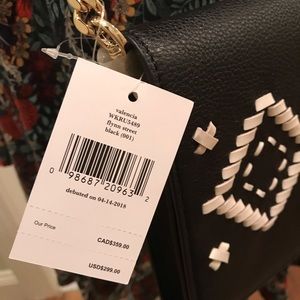 valencia
WKRU5489
flynn street
black (001)
0 98687 20963 2
debuted on 04-14-2018
Our Price
CAD$359.00
USD$299.00